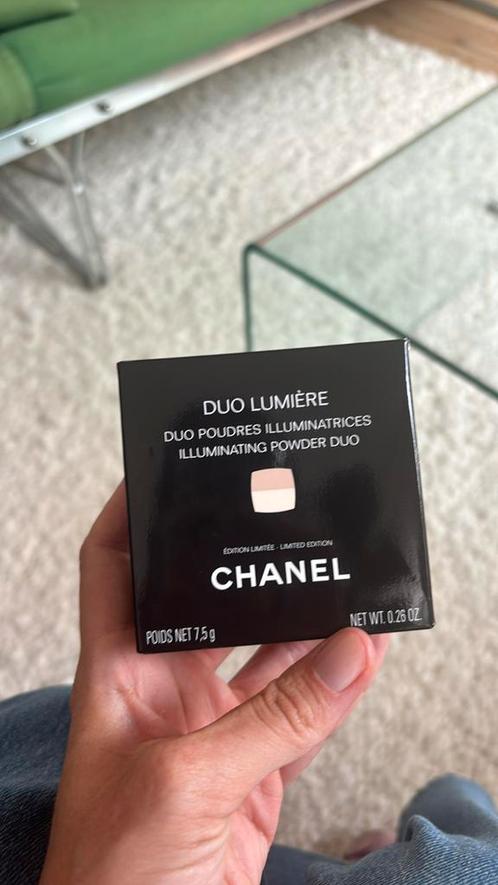 DUO LUMIÈRE
DUO POUDRES ILLUMINATRICES
ILLUMINATING POWDER DUO
ÉDITION LIMITÉE - LIMITED EDITION
CHANEL
POIDS NET 7,5 g
NET WT. 0.26 OZ.